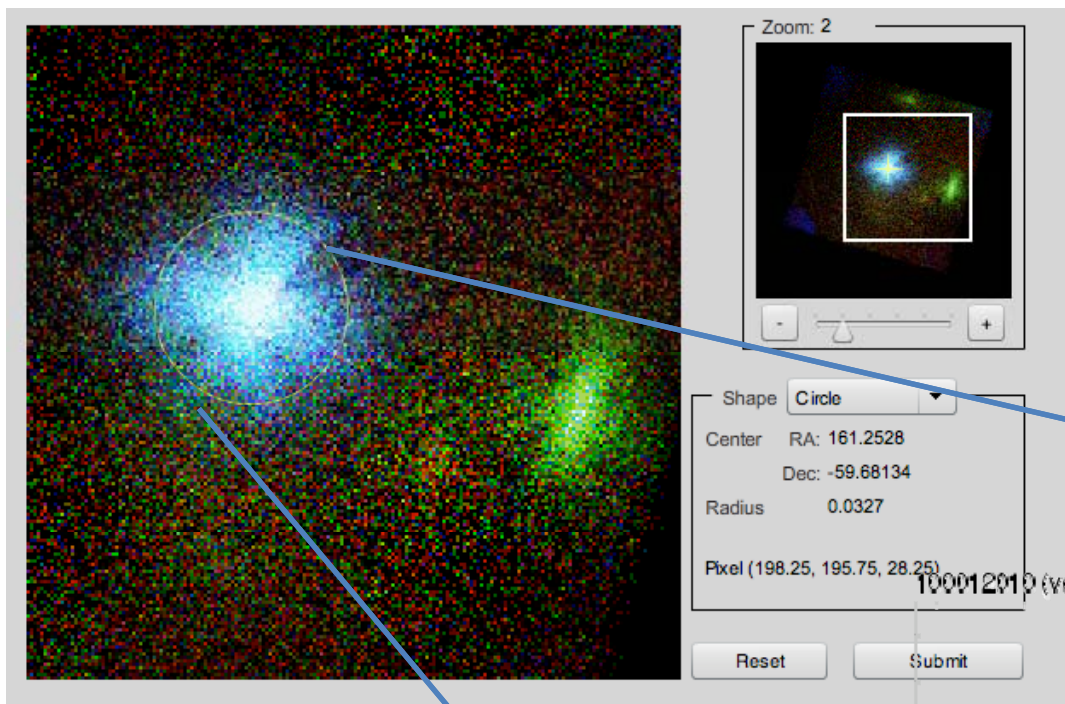 Zoom: 2
-
+
Shape Circle
Center RA: 161.2528
Dec: -59.68134
Radius 0.0327
Pixel (198.25, 195.75, 28.25)
Reset
Submit